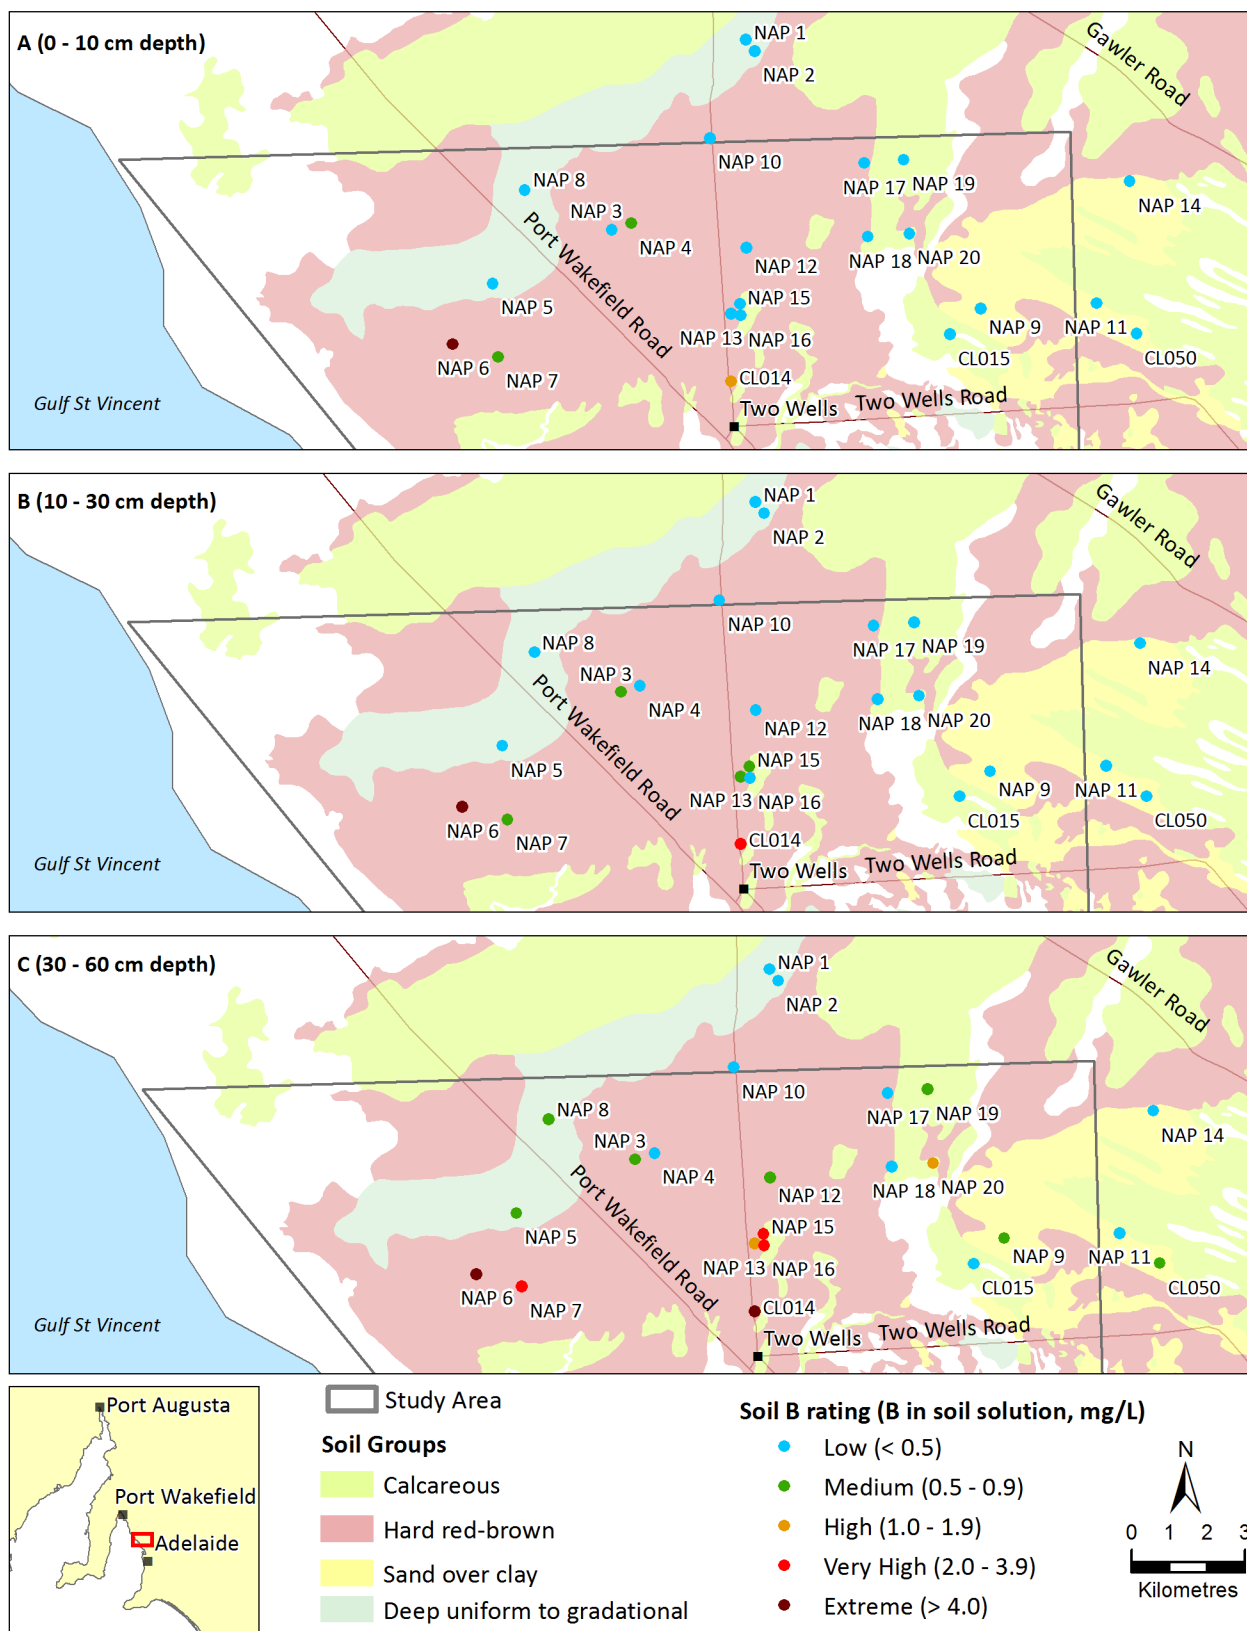 A (0 - 10 cm depth)
NAP 1
NAP 2
Gawler Road
NAP 10
NAP 8
NAP 17
NAP 19
NAP 14
NAP 3
NAP 4
Port Wakefield Road
NAP 12
NAP 18
NAP 20
NAP 5
NAP 15
NAP 13
NAP 16
NAP 9
NAP 11
CL015
CL050
NAP 6
NAP 7
CL014
Gulf St Vincent
Two Wells
Two Wells Road
B (10 - 30 cm depth)
NAP 1
NAP 2
Gawler Road
NAP 10
NAP 8
NAP 17
NAP 19
NAP 14
NAP 3
NAP 4
Port Wakefield Road
NAP 12
NAP 18
NAP 20
NAP 5
NAP 15
NAP 13
NAP 16
NAP 9
NAP 11
CL015
CL050
NAP 6
NAP 7
CL014
Gulf St Vincent
Two Wells
Two Wells Road
C (30 - 60 cm depth)
NAP 1
NAP 2
Gawler Road
NAP 10
NAP 8
NAP 17
NAP 19
NAP 14
NAP 3
NAP 4
Port Wakefield Road
NAP 12
NAP 18
NAP 20
NAP 5
NAP 15
NAP 13
NAP 16
NAP 9
NAP 11
CL015
CL050
NAP 6
NAP 7
CL014
Gulf St Vincent
Two Wells
Two Wells Road
Port Augusta
Port Wakefield
Adelaide
Study Area
Soil Groups
Calcareous
Hard red-brown
Sand over clay
Deep uniform to gradational
Soil B rating (B in soil solution, mg/L)
Low (< 0.5)
Medium (0.5 - 0.9)
High (1.0 - 1.9)
Very High (2.0 - 3.9)
Extreme (> 4.0)
N
0 1 2 3
Kilometres